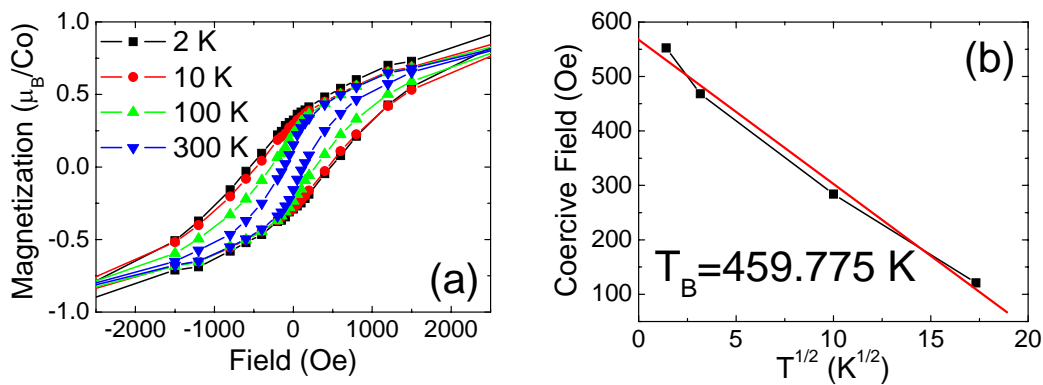 1.0
0.5
0.0
-0.5
-1.0
Magnetization (μB/Co)
2 K
10 K
100 K
300 K
(a)
-2000 -1000 0 1000 2000
Field (Oe)
600
500
400
300
200
100
Coercive Field (Oe)
(b)
TB=459.775 K
0 5 10 15 20
T1/2 (K1/2)